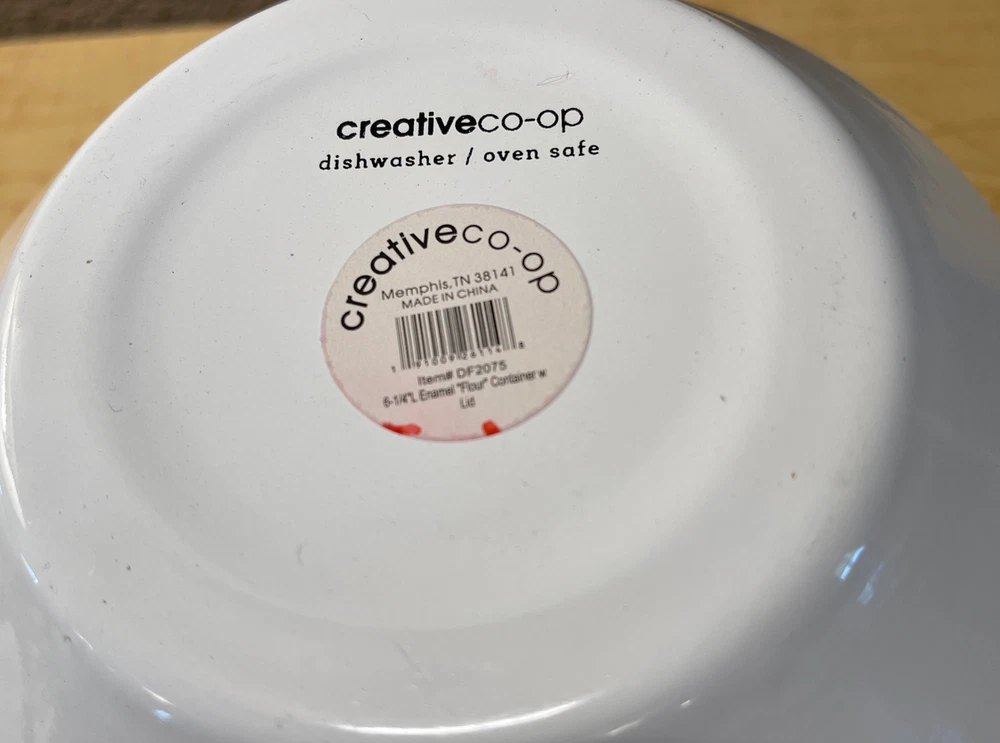 creativeco-op
dishwasher / oven safe
creativeco-op
Memphis, TN 38141
MADE IN CHINA
Item# DF2075
6-1/4"L Enamel "Flour" Container w
Lid